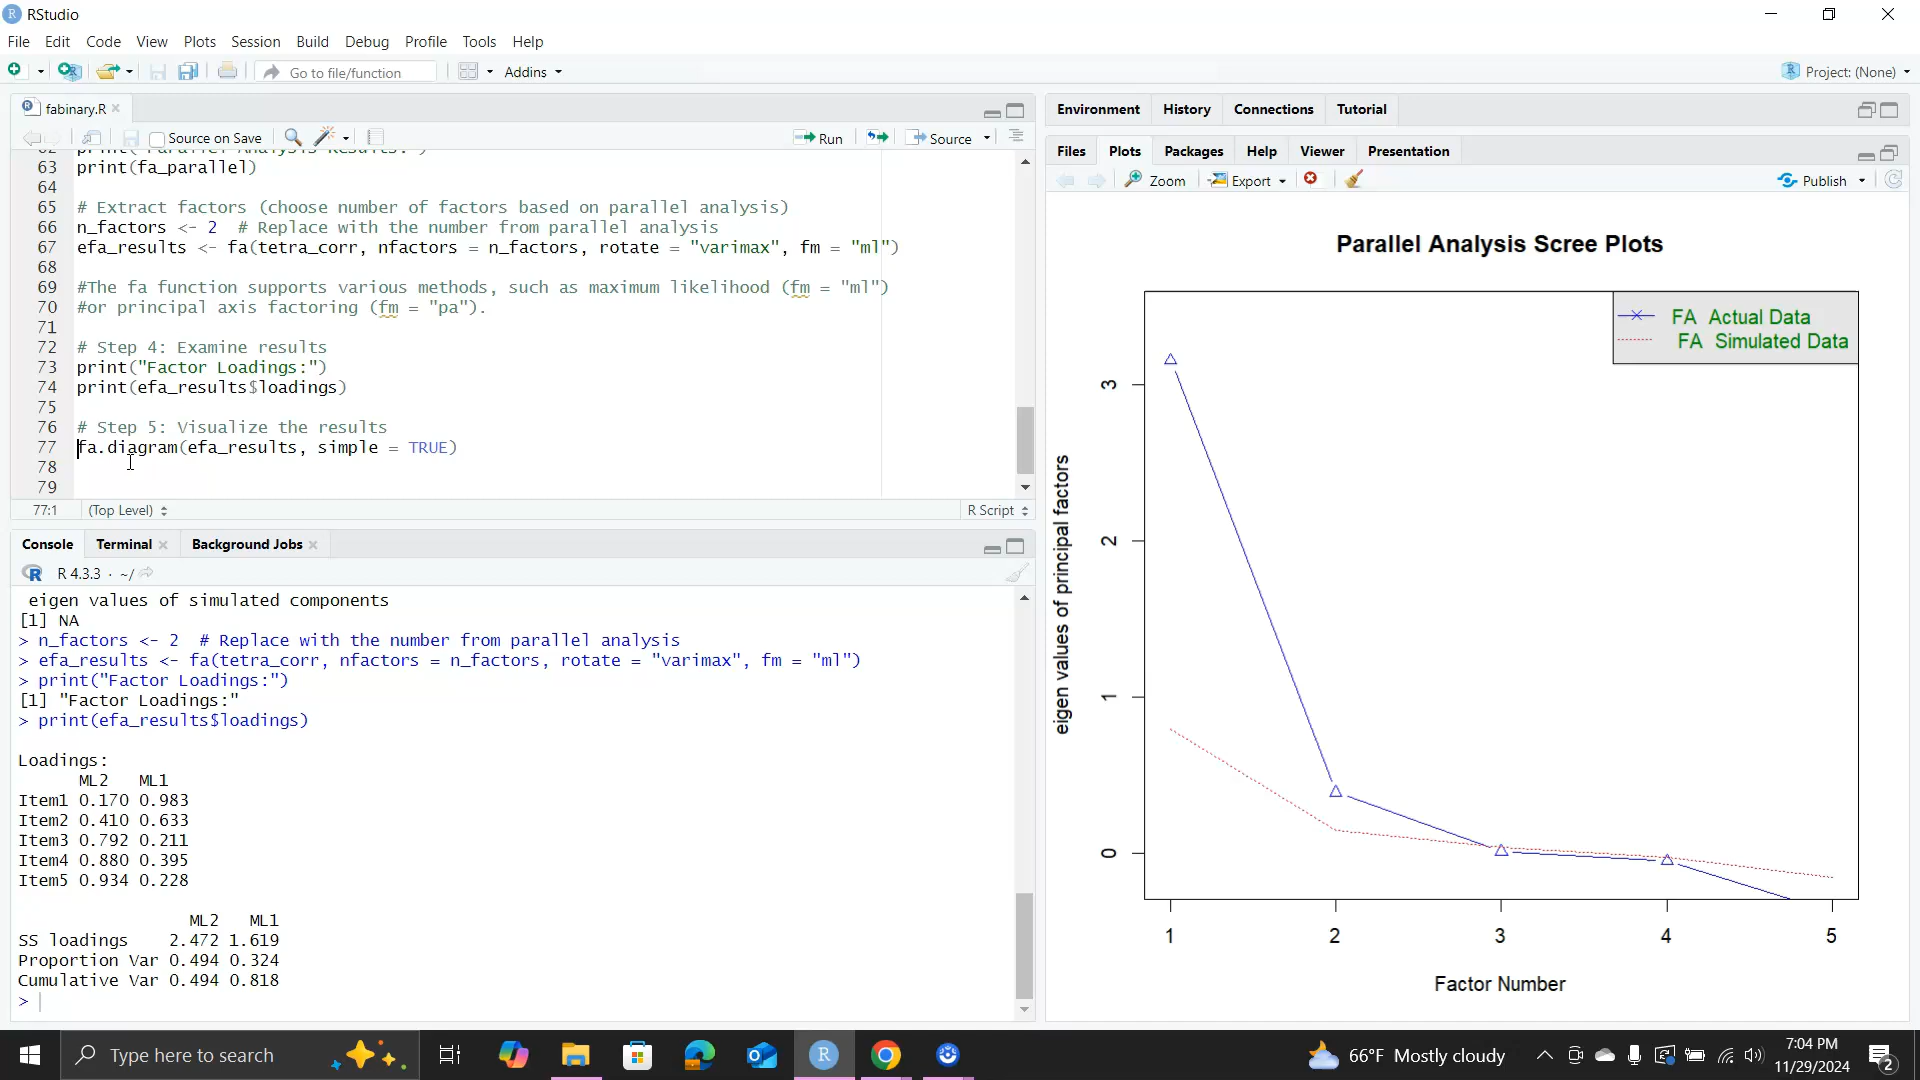 RStudio
File Edit Code View Plots Session Build Debug Profile Tools Help
Go to file/function Addins Project: (None)
fabinary.R
Source on Save Run Source
63 print(fa_parallel)
64
65 # Extract factors (choose number of factors based on parallel analysis)
66 n_factors <- 2  # Replace with the number from parallel analysis
67 efa_results <- fa(tetra_corr, nfactors = n_factors, rotate = "varimax", fm = "ml")
68
69 #The fa function supports various methods, such as maximum likelihood (fm = "ml")
70 #or principal axis factoring (fm = "pa").
71
72 # Step 4: Examine results
73 print("Factor Loadings:")
74 print(efa_results$loadings)
75
76 # Step 5: Visualize the results
77 fa.diagram(efa_results, simple = TRUE)
78
79
77:1 (Top Level) R Script
Console Terminal Background Jobs
R 4.3.3 · ~/
eigen values of simulated components
[1] NA
> n_factors <- 2  # Replace with the number from parallel analysis
> efa_results <- fa(tetra_corr, nfactors = n_factors, rotate = "varimax", fm = "ml")
> print("Factor Loadings:")
[1] "Factor Loadings:"
> print(efa_results$loadings)
Loadings:
ML2 ML1
Item1 0.170 0.983
Item2 0.410 0.633
Item3 0.792 0.211
Item4 0.880 0.395
Item5 0.934 0.228
ML2 ML1
SS loadings 2.472 1.619
Proportion Var 0.494 0.324
Cumulative Var 0.494 0.818
>
Environment History Connections Tutorial
Files Plots Packages Help Viewer Presentation
Zoom Export Publish
Parallel Analysis Scree Plots
FA Actual Data
FA Simulated Data
eigen values of principal factors
3
2
1
0
1 2 3 4 5
Factor Number
Type here to search
66°F Mostly cloudy
7:04 PM
11/29/2024
2